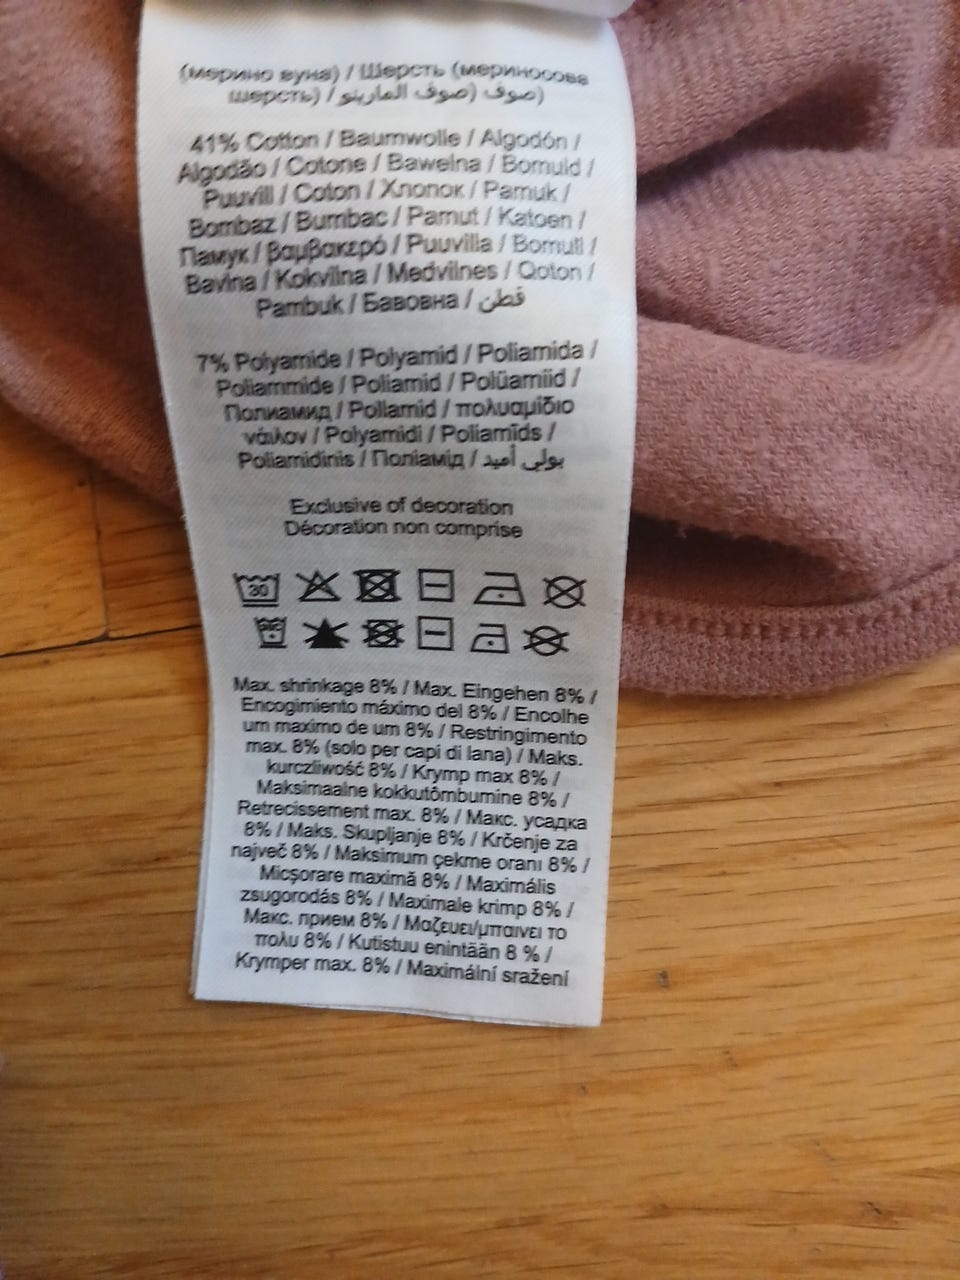 (мерино вуна) / Шерсть (мериносова
шерсть) / صوف (صوف المارينو)
41% Cotton / Baumwolle / Algodón /
Algodão / Cotone / Bawełna / Bomuld /
Puuvill / Coton / Хлопок / Pamuk /
Bombaž / Bumbac / Pamut / Katoen /
Памук / βαμβακερό / Puuvilla / Bomull /
Bavlna / Kokvilna / Medvilnes / Qoton /
Pambuk / Бавовна / قطن
7% Polyamide / Polyamid / Poliamida /
Poliammide / Poliamid / Polüamiid /
Полиамид / Poliamid / πολυαμίδιο
νάιλον / Polyamidi / Poliamīds /
Poliamidinis / Поліамід / بولي أميد
Exclusive of decoration
Décoration non comprise
30
Max. shrinkage 8% / Max. Eingehen 8% /
Encogimiento máximo del 8% / Encolhe
um maximo de um 8% / Restringimento
max. 8% (solo per capi di lana) / Maks.
kurczliwość 8% / Krymp max 8% /
Maksimaalne kokkutõmbumine 8% /
Retrecissement max. 8% / Макс. усадка
8% / Maks. Skupljanje 8% / Krčenje za
največ 8% / Maksimum çekme oranı 8% /
Micşorare maximă 8% / Maximális
zsugorodás 8% / Maximale krimp 8% /
Макс. прием 8% / Μαζευει/μπαινει το
πολυ 8% / Kutistuu enintään 8 % /
Krymper max. 8% / Maximální sražení